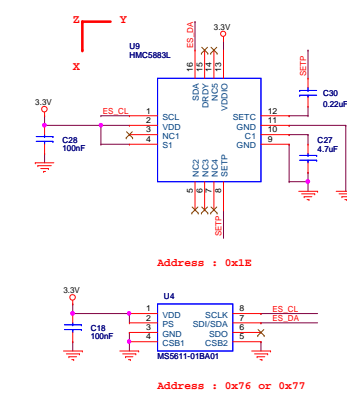 Z Y
X
U9
HMC5883L
ES_DA
3.3V
16 15 14 13
SDA DRDY NC5 VDDIO
3.3V
ES_CL
1 SCL
2 VDD
3 NC1
4 S1
SETC 12
GND 11
C1 10
GND 9
NC2 NC3 NC4 SETP
5 6 7 8
SETP
C28
100nF
SETP
C30
0.22uF
C27
4.7uF
Address : 0x1E
3.3V
U4
1 VDD SCLK 8 ES_CL
2 PS SDI/SDA 7 ES_DA
3 GND SDO 6
4 CSB1 CSB2 5
C18
100nF
MS5611-01BA01
Address : 0x76 or 0x77